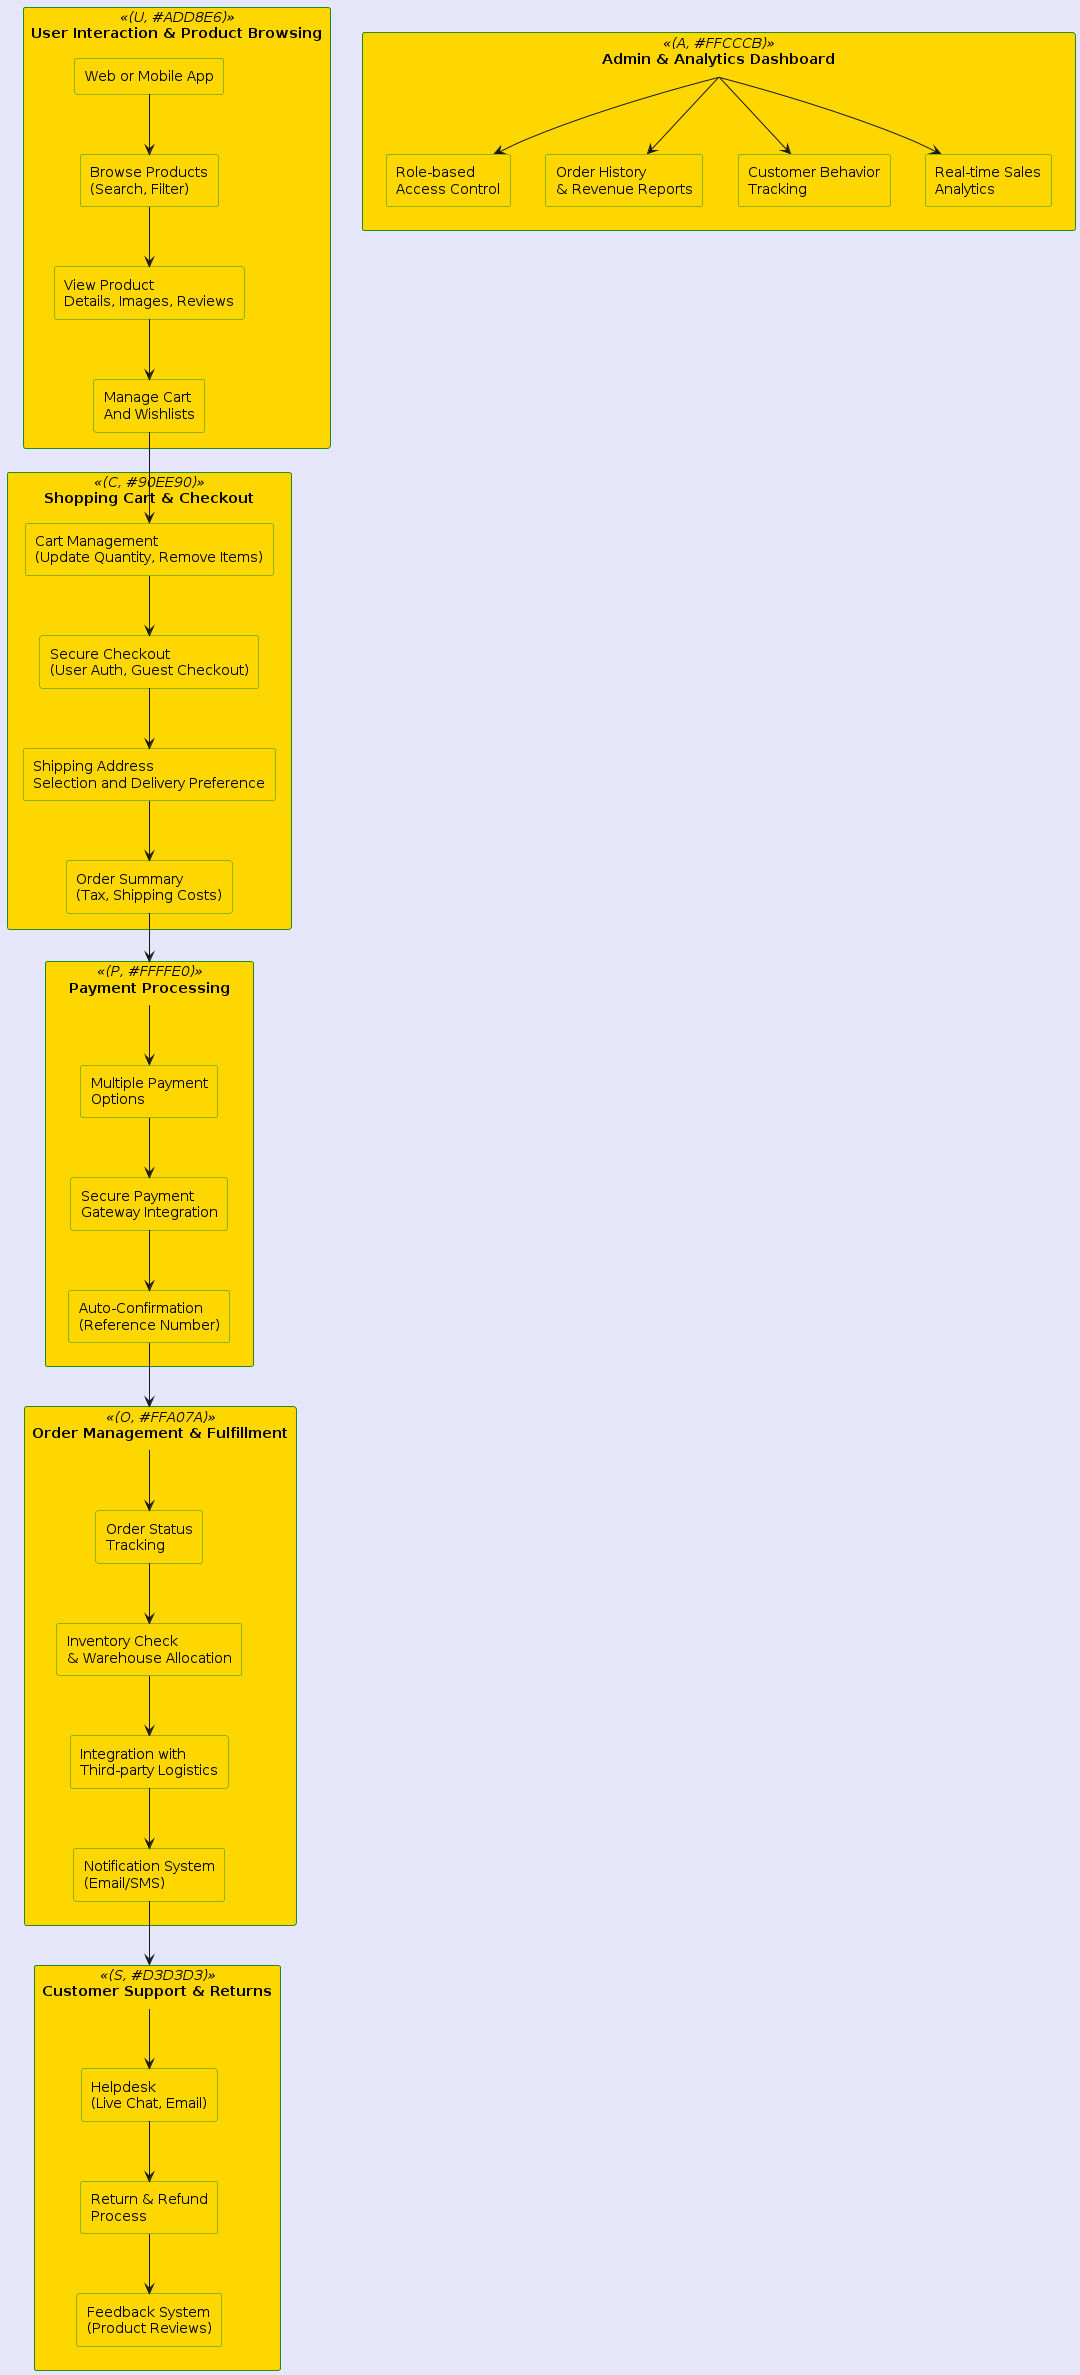 «(U, #ADD8E6)»
User Interaction & Product Browsing
Web or Mobile App
Browse Products
(Search, Filter)
View Product
Details, Images, Reviews
Manage Cart
And Wishlists
«(A, #FFCCCB)»
Admin & Analytics Dashboard
Role-based
Access Control
Order History
& Revenue Reports
Customer Behavior
Tracking
Real-time Sales
Analytics
«(C, #90EE90)»
Shopping Cart & Checkout
Cart Management
(Update Quantity, Remove Items)
Secure Checkout
(User Auth, Guest Checkout)
Shipping Address
Selection and Delivery Preference
Order Summary
(Tax, Shipping Costs)
«(P, #FFFFE0)»
Payment Processing
Multiple Payment
Options
Secure Payment
Gateway Integration
Auto-Confirmation
(Reference Number)
«(O, #FFA07A)»
Order Management & Fulfillment
Order Status
Tracking
Inventory Check
& Warehouse Allocation
Integration with
Third-party Logistics
Notification System
(Email/SMS)
«(S, #D3D3D3)»
Customer Support & Returns
Helpdesk
(Live Chat, Email)
Return & Refund
Process
Feedback System
(Product Reviews)